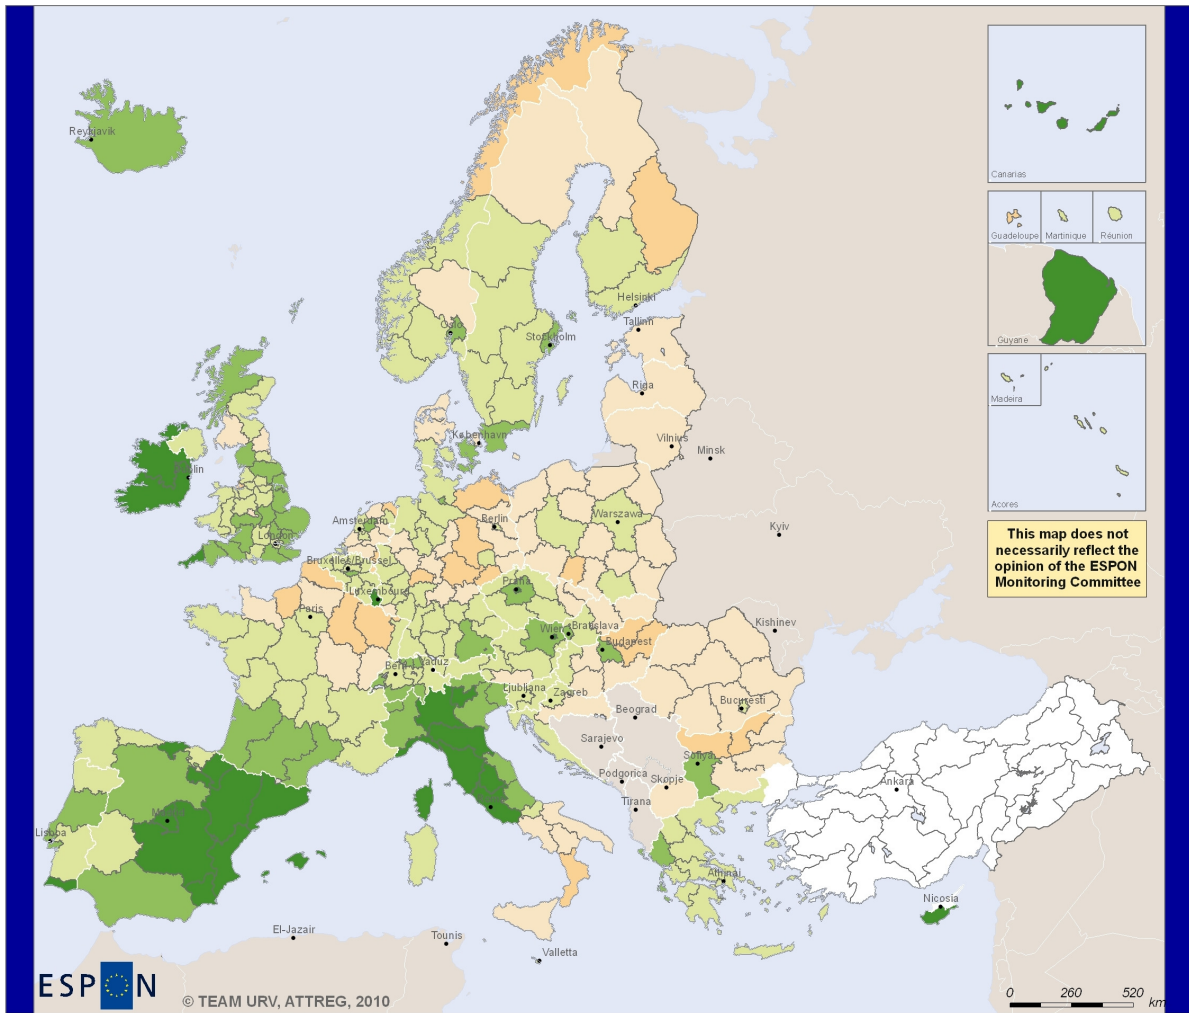 Reykjavik
Canarias
Guadeloupe
Martinique
Réunion
Guyane
Madeira
Acores
Oslo
Stockholm
Helsinki
Tallinn
Riga
Vilnius
Minsk
København
Warszawa
Kyiv
This map does not
necessarily reflect the
opinion of the ESPON
Monitoring Committee
London
Amsterdam
Berlin
Bruxelles/Brussel
Luxembourg
Praha
Paris
Wien
Bratislava
Budapest
Kishinev
Bern
Vaduz
Ljubljana
Zagreb
Beograd
Bucuresti
Sarajevo
Sofiya
Podgorica
Skopje
Tirana
Ankara
Lisboa
Athinai
Nicosia
El-Jazair
Tounis
Valletta
ESPON
© TEAM URV, ATTREG, 2010
0 260 520
km